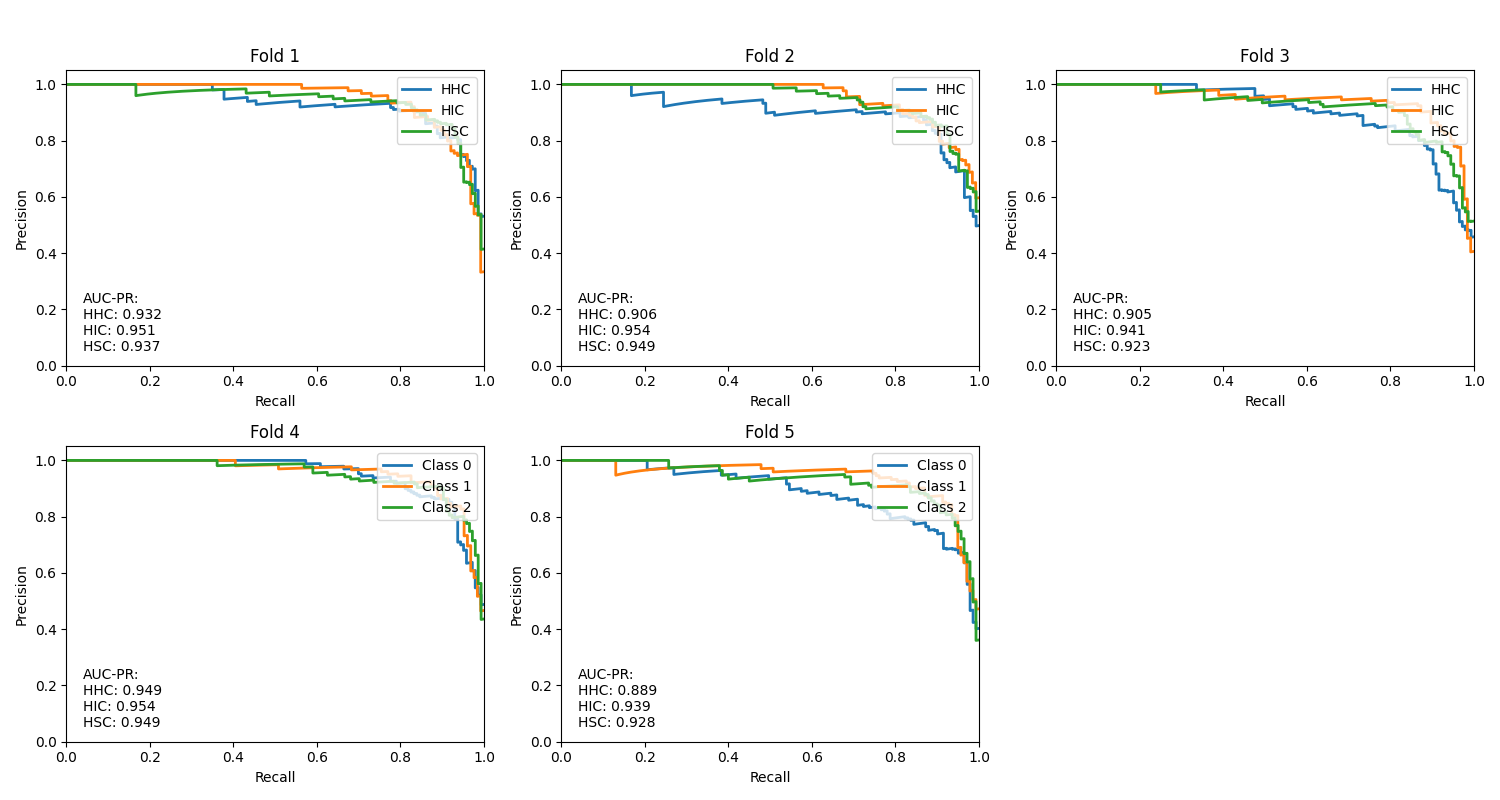 Fold 1
1.0
0.8
0.6
0.4
0.2
0.0
Precision
HHC
HIC
HSC
AUC-PR:
HHC: 0.932
HIC: 0.951
HSC: 0.937
0.0 0.2 0.4 0.6 0.8 1.0
Recall
Fold 2
1.0
0.8
0.6
0.4
0.2
0.0
Precision
HHC
HIC
HSC
AUC-PR:
HHC: 0.906
HIC: 0.954
HSC: 0.949
0.0 0.2 0.4 0.6 0.8 1.0
Recall
Fold 3
1.0
0.8
0.6
0.4
0.2
0.0
Precision
HHC
HIC
HSC
AUC-PR:
HHC: 0.905
HIC: 0.941
HSC: 0.923
0.0 0.2 0.4 0.6 0.8 1.0
Recall
Fold 4
1.0
0.8
0.6
0.4
0.2
0.0
Precision
Class 0
Class 1
Class 2
AUC-PR:
HHC: 0.949
HIC: 0.954
HSC: 0.949
0.0 0.2 0.4 0.6 0.8 1.0
Recall
Fold 5
1.0
0.8
0.6
0.4
0.2
0.0
Precision
Class 0
Class 1
Class 2
AUC-PR:
HHC: 0.889
HIC: 0.939
HSC: 0.928
0.0 0.2 0.4 0.6 0.8 1.0
Recall